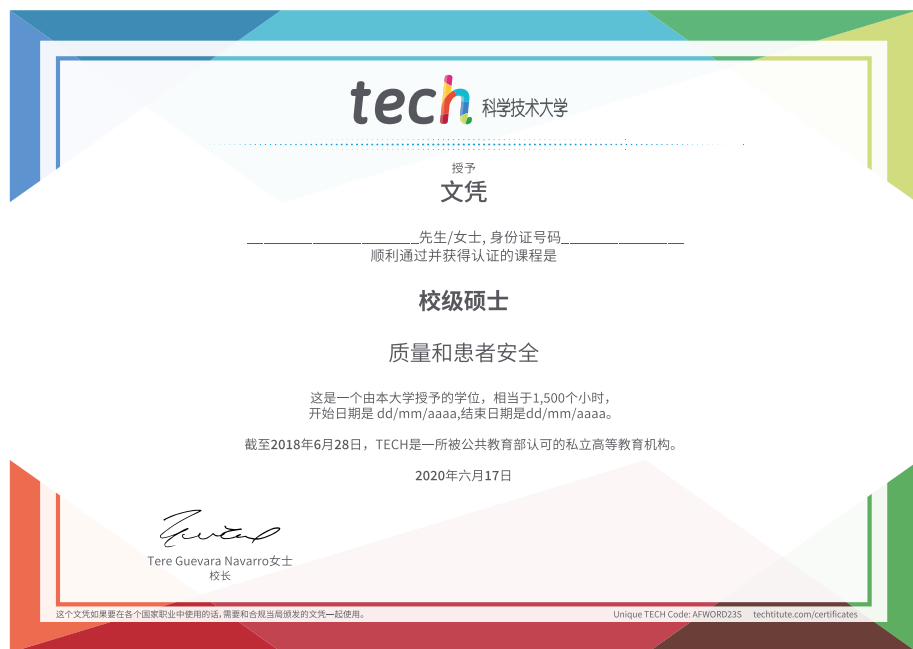 tech 科学技术大学
授予
文凭
_____________________先生/女士, 身份证号码_______________
顺利通过并获得认证的课程是
校级硕士
质量和患者安全
这是一个由本大学授予的学位，相当于1,500个小时，
开始日期是 dd/mm/aaaa,结束日期是dd/mm/aaaa。
截至2018年6月28日，TECH是一所被公共教育部认可的私立高等教育机构。
2020年六月17日
Tere Guevara Navarro女士
校长
这个文凭如果要在各个国家职业中使用的话,需要和合规当局颁发的文凭一起使用。
Unique TECH Code: AFWORD23S techtitute.com/certificates